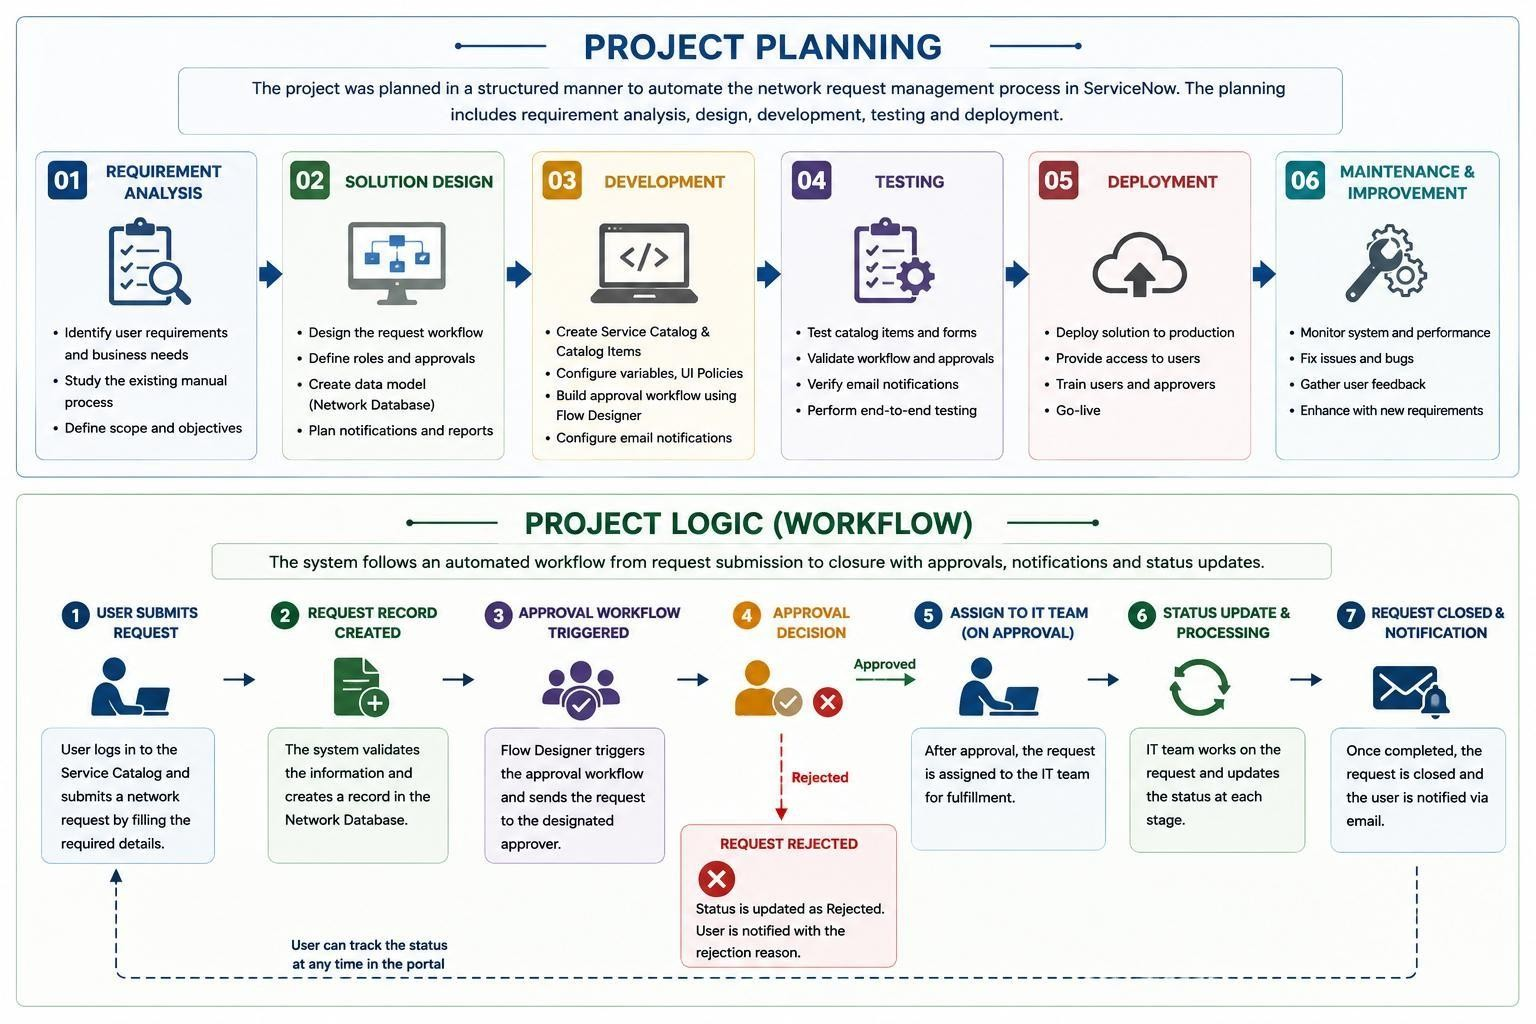 PROJECT PLANNING
The project was planned in a structured manner to automate the network request management process in ServiceNow. The planning
includes requirement analysis, design, development, testing and deployment.
01
REQUIREMENT
ANALYSIS
• Identify user requirements
and business needs
• Study the existing manual
process
• Define scope and objectives
02
SOLUTION DESIGN
• Design the request workflow
• Define roles and approvals
• Create data model
(Network Database)
• Plan notifications and reports
03
DEVELOPMENT
</>
• Create Service Catalog &
Catalog Items
• Configure variables, UI Policies
• Build approval workflow using
Flow Designer
• Configure email notifications
04
TESTING
• Test catalog items and forms
• Validate workflow and approvals
• Verify email notifications
• Perform end-to-end testing
05
DEPLOYMENT
• Deploy solution to production
• Provide access to users
• Train users and approvers
• Go-live
06
MAINTENANCE &
IMPROVEMENT
• Monitor system and performance
• Fix issues and bugs
• Gather user feedback
• Enhance with new requirements
PROJECT LOGIC (WORKFLOW)
The system follows an automated workflow from request submission to closure with approvals, notifications and status updates.
1
USER SUBMITS
REQUEST
User logs in to the
Service Catalog and
submits a network
request by filling the
required details.
2
REQUEST RECORD
CREATED
The system validates
the information and
creates a record in the
Network Database.
3
APPROVAL WORKFLOW
TRIGGERED
Flow Designer triggers
the approval workflow
and sends the request
to the designated
approver.
4
APPROVAL
DECISION
Approved
Rejected
REQUEST REJECTED
Status is updated as Rejected.
User is notified with the
rejection reason.
5
ASSIGN TO IT TEAM
(ON APPROVAL)
After approval, the request
is assigned to the IT team
for fulfillment.
6
STATUS UPDATE &
PROCESSING
IT team works on the
request and updates
the status at each
stage.
7
REQUEST CLOSED &
NOTIFICATION
Once completed, the
request is closed and
the user is notified via
email.
User can track the status
at any time in the portal